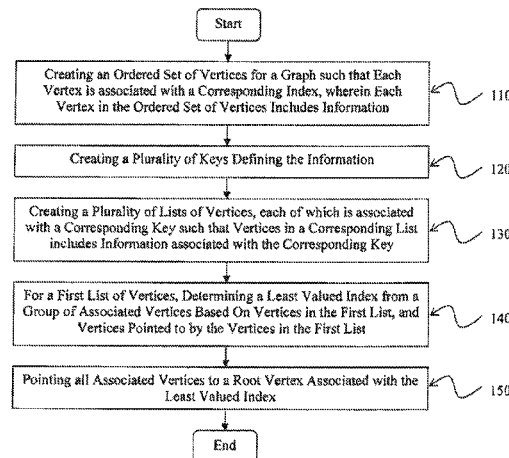 Start
Creating an Ordered Set of Vertices for a Graph such that Each
Vertex is associated with a Corresponding Index, wherein Each
Vertex in the Ordered Set of Vertices Includes Information
110
Creating a Plurality of Keys Defining the Information
120
Creating a Plurality of Lists of Vertices, each of which is associated
with a Corresponding Key such that Vertices in a Corresponding List
includes Information associated with the Corresponding Key
130
For a First List of Vertices, Determining a Least Valued Index from a
Group of Associated Vertices Based On Vertices in the First List, and
Vertices Pointed to by the Vertices in the First List
140
Pointing all Associated Vertices to a Root Vertex Associated with the
Least Valued Index
150
End